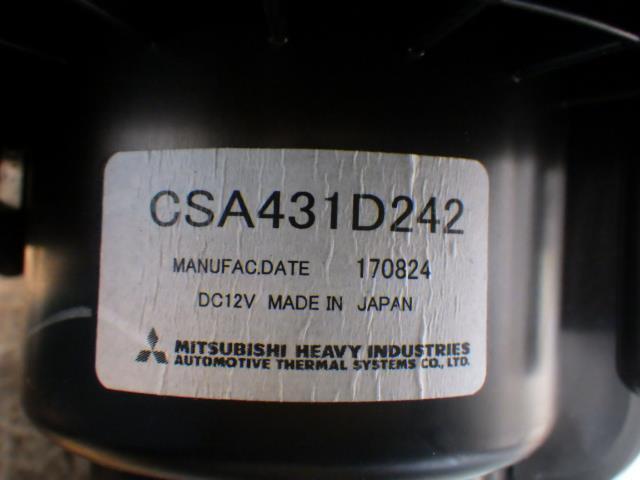 CSA431D242
MANUFAC.DATE 170824
DC12V MADE IN JAPAN
MITSUBISHI HEAVY INDUSTRIES
AUTOMOTIVE THERMAL SYSTEMS CO., LTD.